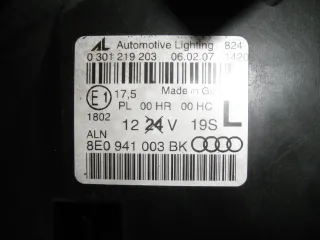 AL Automotive Lighting 824
0 301 219 203 06.02.07 1420
E1 17,5 Made in
PL 00 HR 00 HC
1802
12 24 V 19S L
ALN
8E0 941 003 BK